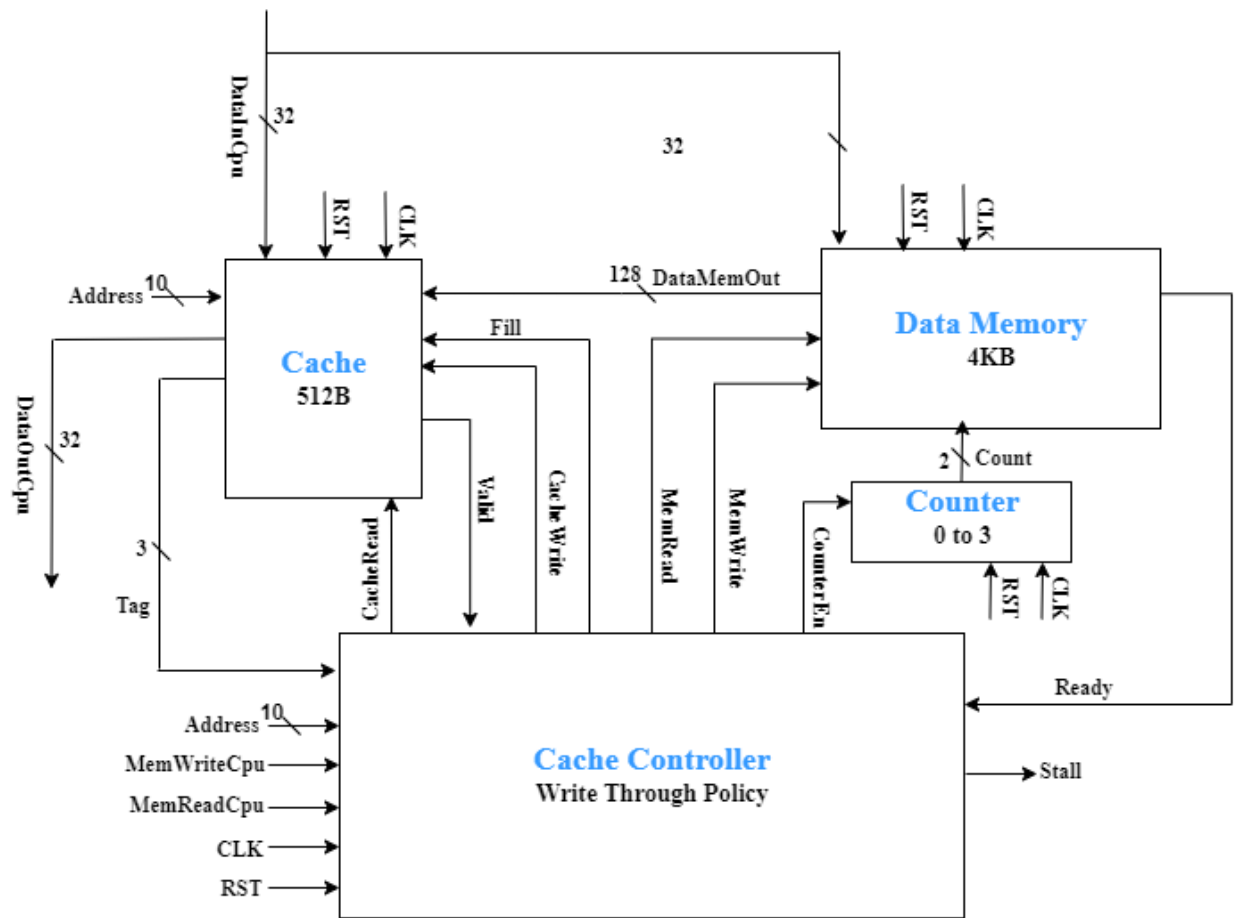 DataInCpu
32
32
RST
CLK
RST
CLK
Address
10
128
DataMemOut
Fill
Cache
512B
Data Memory
4KB
DataOutCpu
32
2
Count
Counter
0 to 3
3
Tag
CacheRead
Valid
CacheWrite
MemRead
MemWrite
CounterEn
RST
CLK
Ready
Address
10
MemWriteCpu
MemReadCpu
CLK
RST
Cache Controller
Write Through Policy
Stall